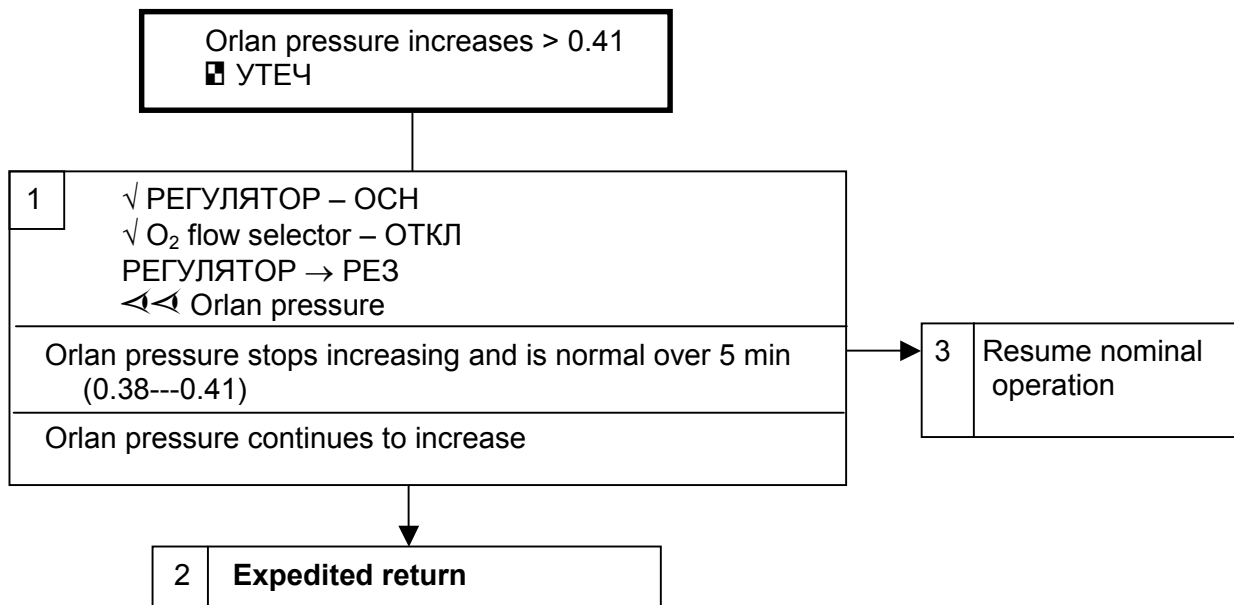 Orlan pressure increases > 0.41
УТЕЧ
1
√ РЕГУЛЯТОР – ОСН
√ O₂ flow selector – ОТКЛ
РЕГУЛЯТОР → РЕЗ
Orlan pressure
Orlan pressure stops increasing and is normal over 5 min
(0.38---0.41)
Orlan pressure continues to increase
3 Resume nominal
operation
2 Expedited return